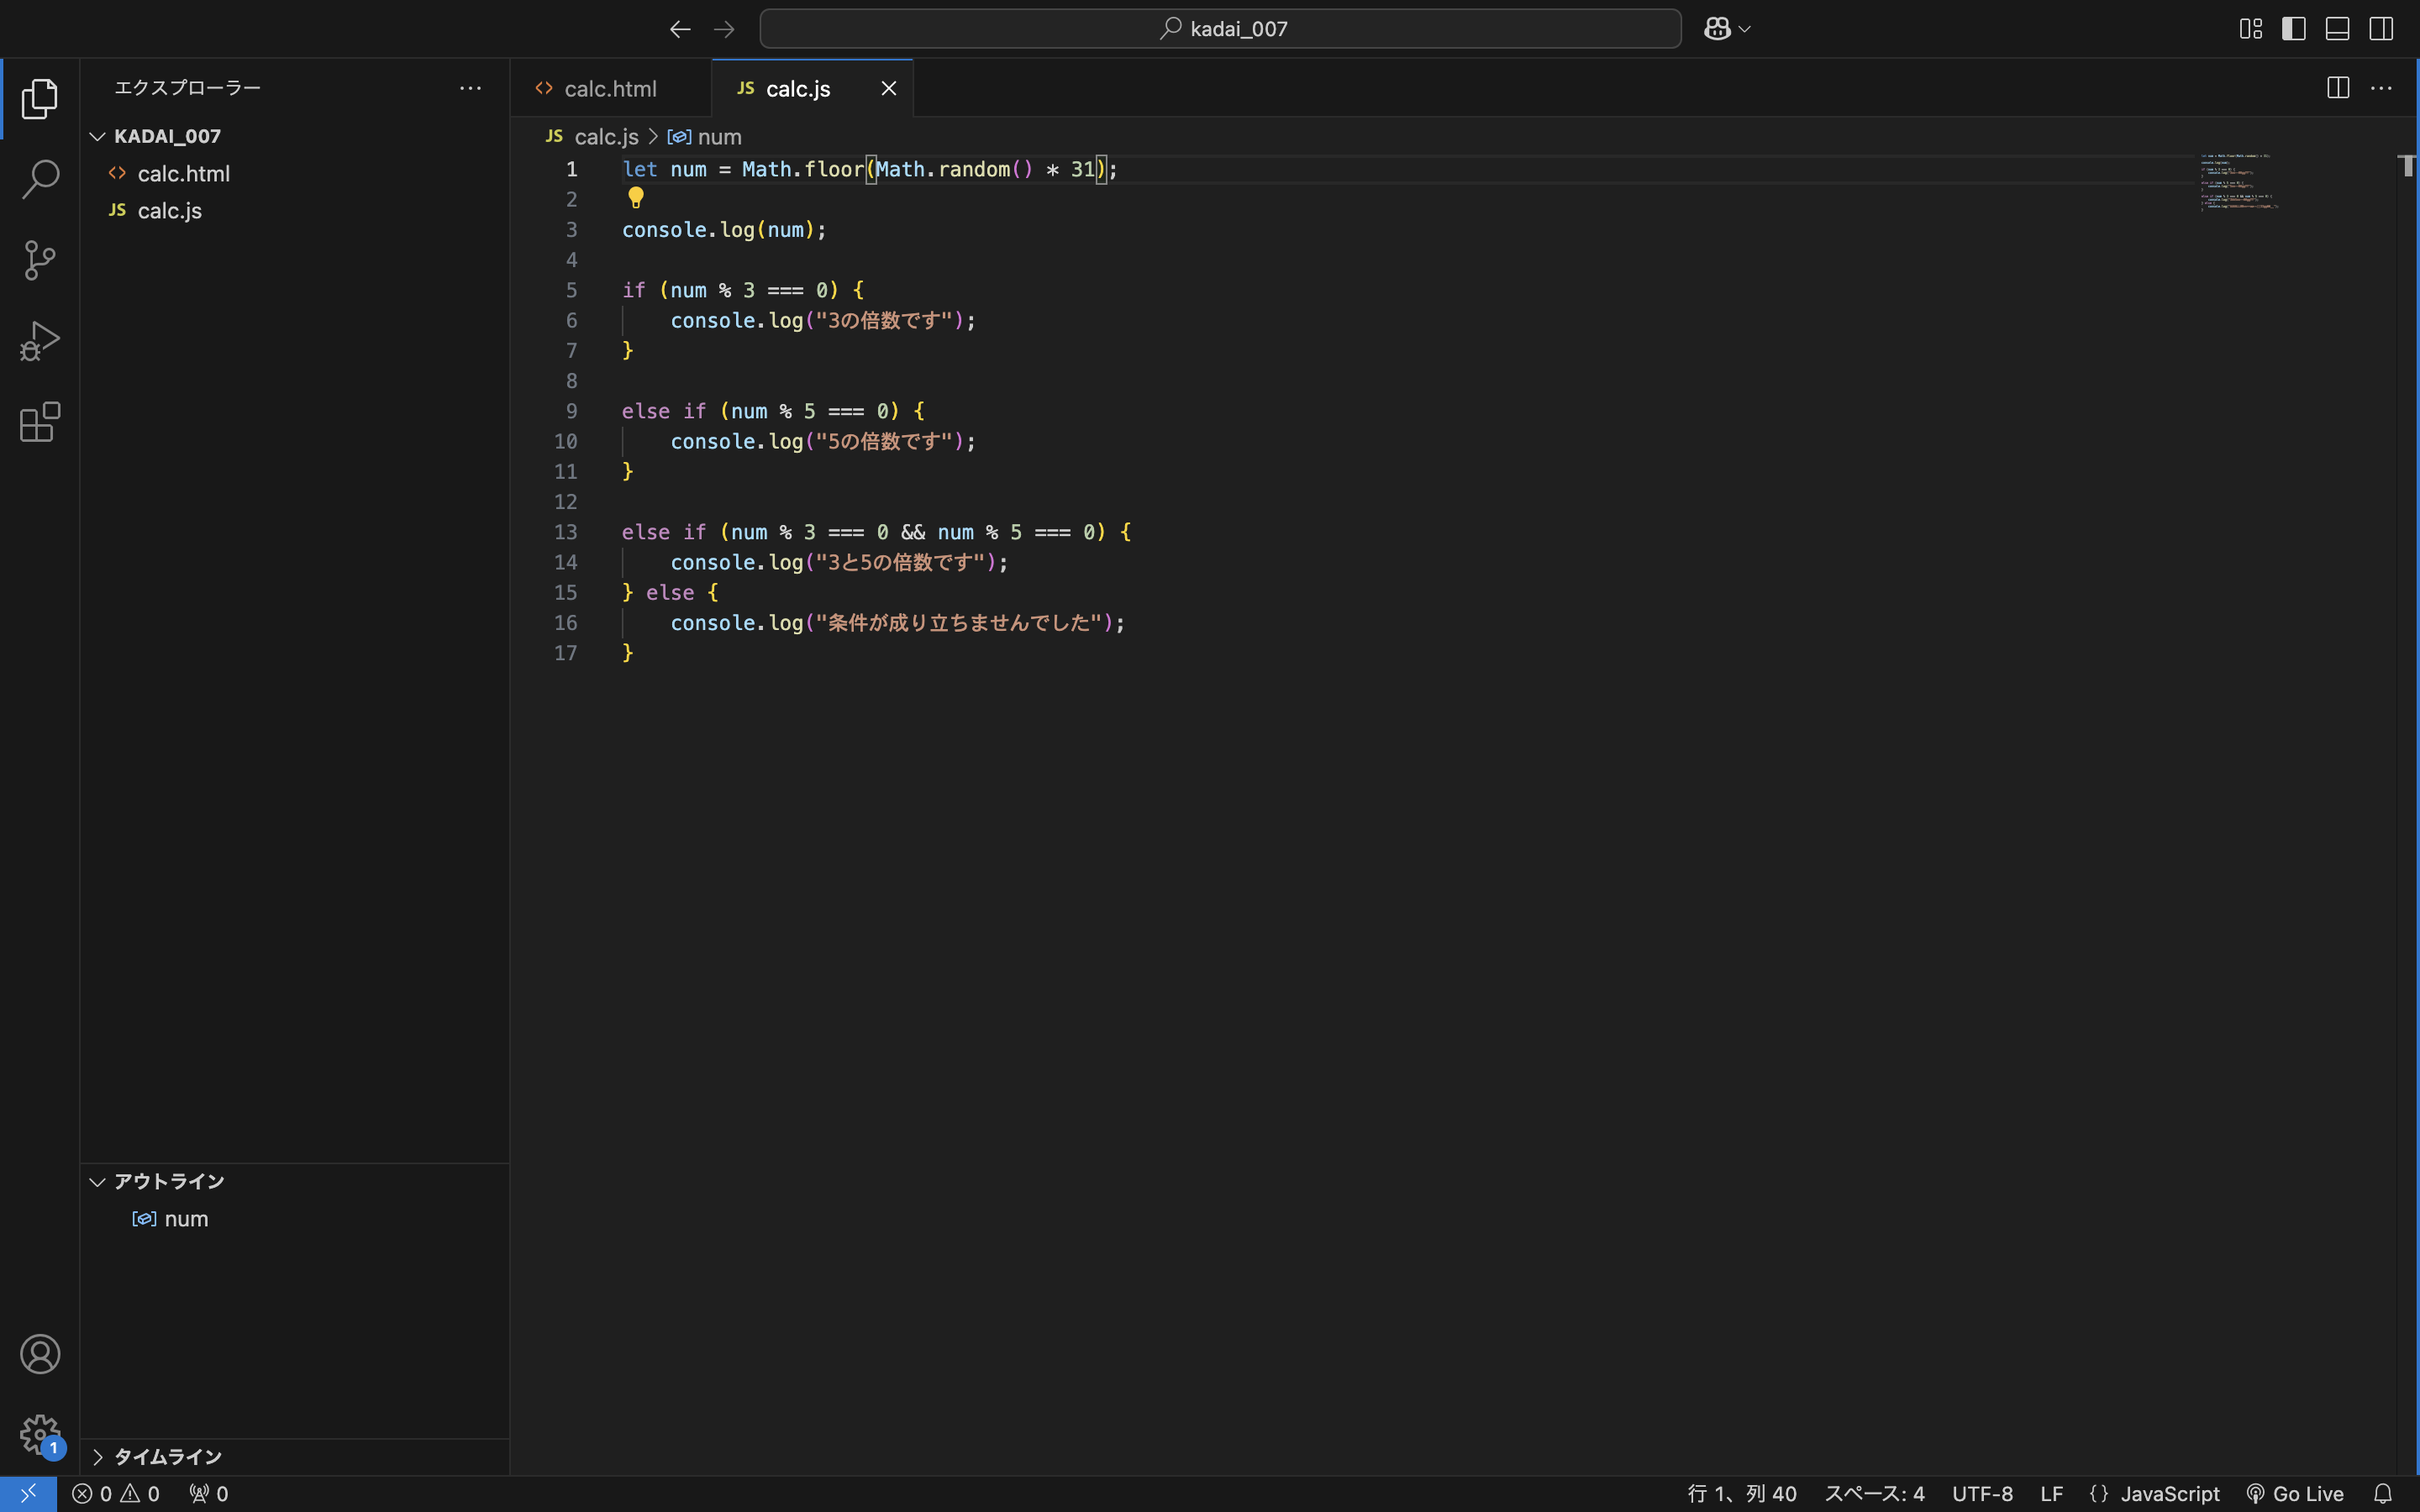 kadai_007
エクスプローラー
KADAI_007
calc.html
JS calc.js
アウトライン
num
タイムライン
calc.html
JS calc.js
JS calc.js > num
1 let num = Math.floor(Math.random() * 31);
2
3 console.log(num);
4
5 if (num % 3 === 0) {
6 console.log("3の倍数です");
7 }
8
9 else if (num % 5 === 0) {
10 console.log("5の倍数です");
11 }
12
13 else if (num % 3 === 0 && num % 5 === 0) {
14 console.log("3と5の倍数です");
15 } else {
16 console.log("条件が成り立ちませんでした");
17 }
1
0 0 0 行 1、列 40 スペース: 4 UTF-8 LF {} JavaScript Go Live